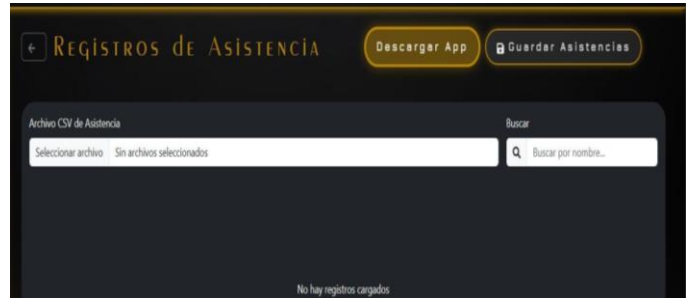 Registros de Asistencia
Descargar App
Guardar Asistencias
Archivo CSV de Asistencia
Buscar
Seleccionar archivo Sin archivos seleccionados
Buscar por nombre...
No hay registros cargados